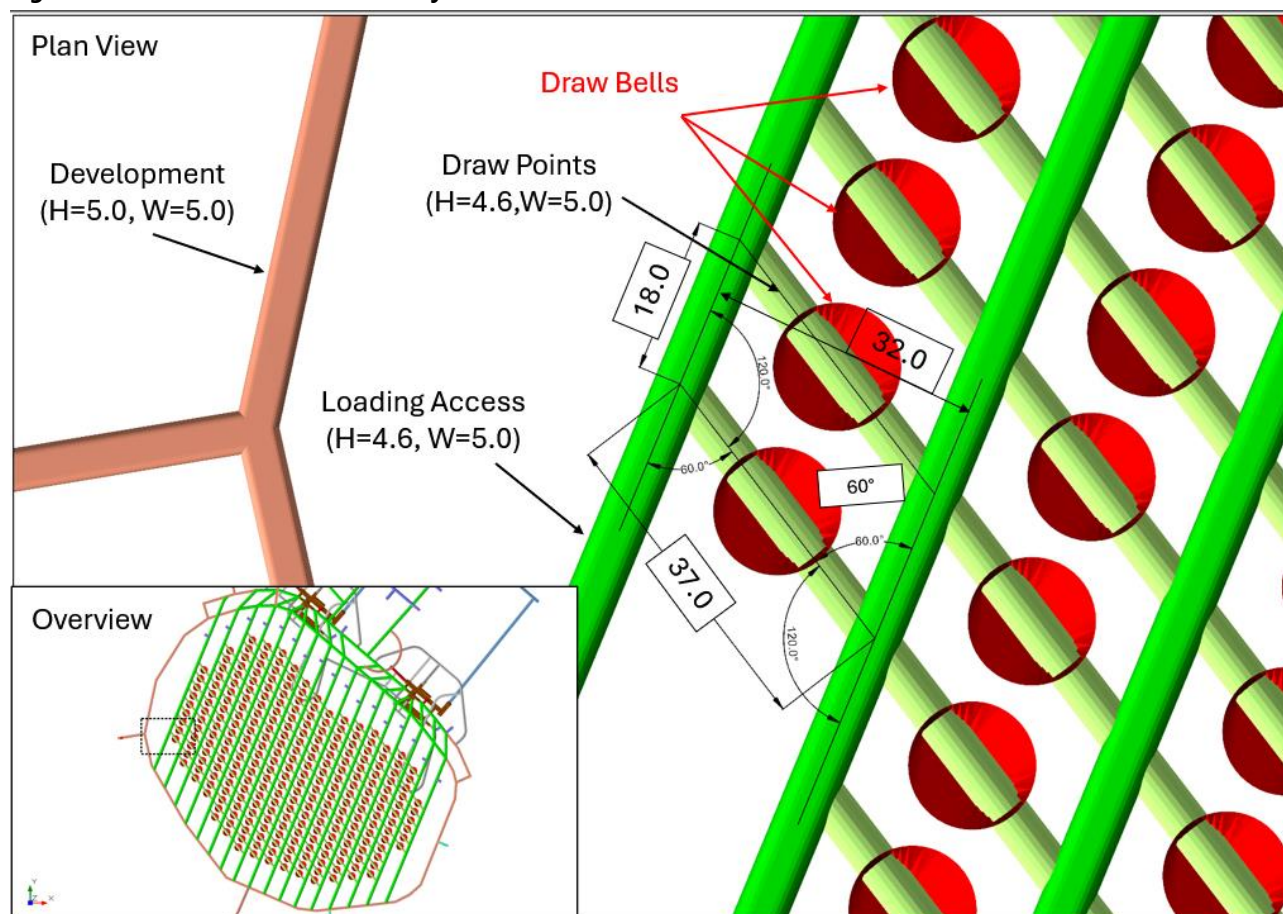 Plan View
Draw Bells
Development
(H=5.0, W=5.0)
Draw Points
(H=4.6,W=5.0)
18.0
32.0
120.0°
Loading Access
(H=4.6, W=5.0)
60.0°
60°
60.0°
37.0
120.0°
Overview
Y
Z
X